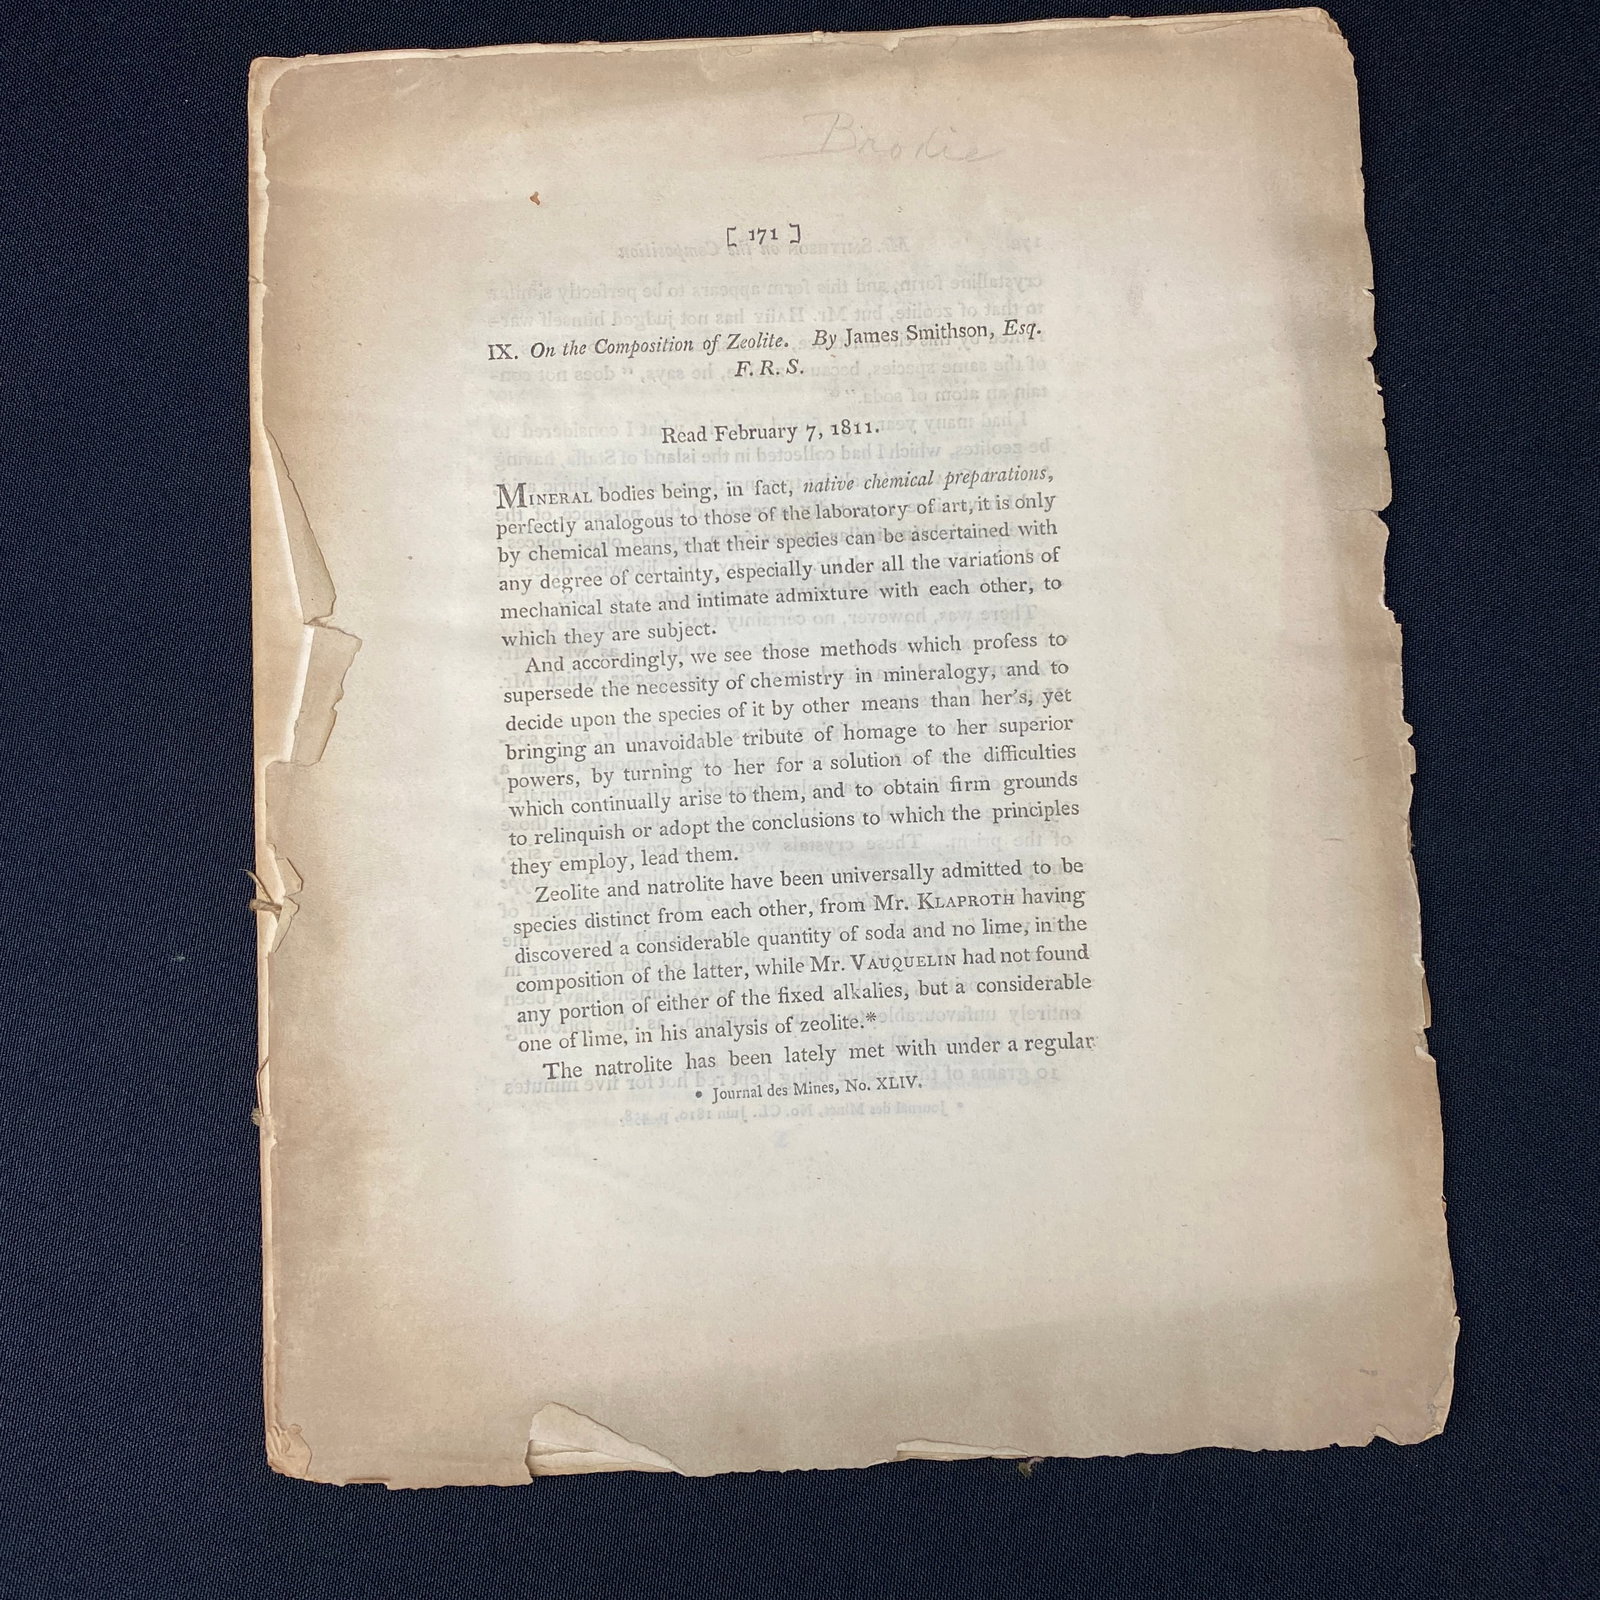 Brodie
[ 171 ]
IX. On the Composition of Zeolite. By James Smithson, Esq.
F. R. S.
Read February 7, 1811.
MINERAL bodies being, in fact, native chemical preparations,
perfectly analogous to those of the laboratory of art, it is only
by chemical means, that their species can be ascertained with
any degree of certainty, especially under all the variations of
mechanical state and intimate admixture with each other, to
which they are subject.
And accordingly, we see those methods which profess to
supersede the necessity of chemistry in mineralogy, and to
decide upon the species of it by other means than her's, yet
bringing an unavoidable tribute of homage to her superior
powers, by turning to her for a solution of the difficulties
which continually arise to them, and to obtain firm grounds
to relinquish or adopt the conclusions to which the principles
they employ, lead them.
Zeolite and natrolite have been universally admitted to be
species distinct from each other, from Mr. KLAPROTH having
discovered a considerable quantity of soda and no lime, in the
composition of the latter, while Mr. VAUQUELIN had not found
any portion of either of the fixed alkalies, but a considerable
one of lime, in his analysis of zeolite.*
The natrolite has been lately met with under a regular
* Journal des Mines, No. XLIV.